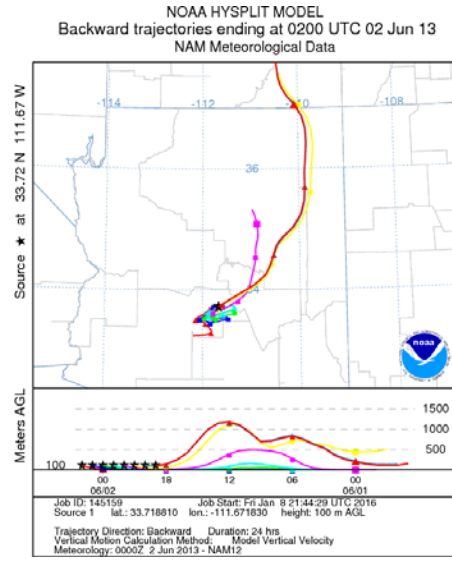 NOAA HYSPLIT MODEL
Backward trajectories ending at 0200 UTC 02 Jun 13
NAM Meteorological Data
Source ★ at 33.72 N 111.67 W
-114 -112 -110 -108
36
34
noaa
Meters AGL
1500
1000
500
100
00 18 12 06 00
06/02 06/01
Job ID: 145159 Job Start: Fri Jan 8 21:44:29 UTC 2016
Source 1 lat.: 33.718810 lon.: -111.671830 height: 100 m AGL
Trajectory Direction: Backward Duration: 24 hrs
Vertical Motion Calculation Method: Model Vertical Velocity
Meteorology: 0000Z 2 Jun 2013 - NAM12